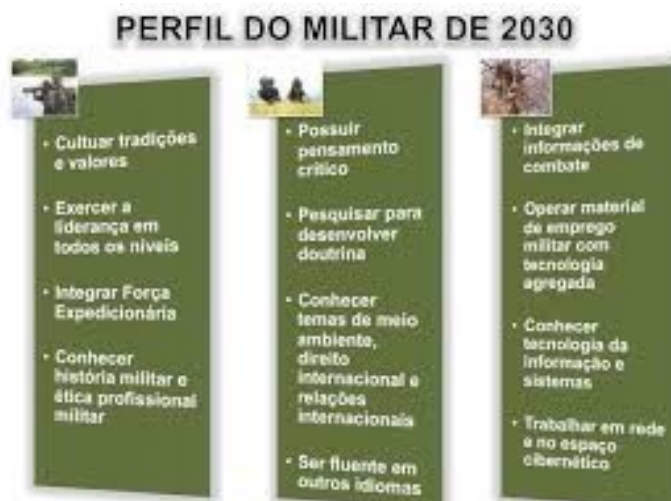 PERFIL DO MILITAR DE 2030
• Cultuar tradições
e valores
• Exercer a
liderança em
todos os níveis
• Integrar Força
Expedicionária
• Conhecer
história militar e
ética profissional
militar
• Possuir
pensamento
crítico
• Pesquisar para
desenvolver
doutrina
• Conhecer
temas de meio
ambiente,
direito
internacional e
relações
internacionais
• Ser fluente em
outros idiomas
• Integrar
informações de
combate
• Operar material
de emprego
militar com
tecnologia
agregada
• Conhecer
tecnologia da
informação e
sistemas
• Trabalhar em rede
e no espaço
cibernético